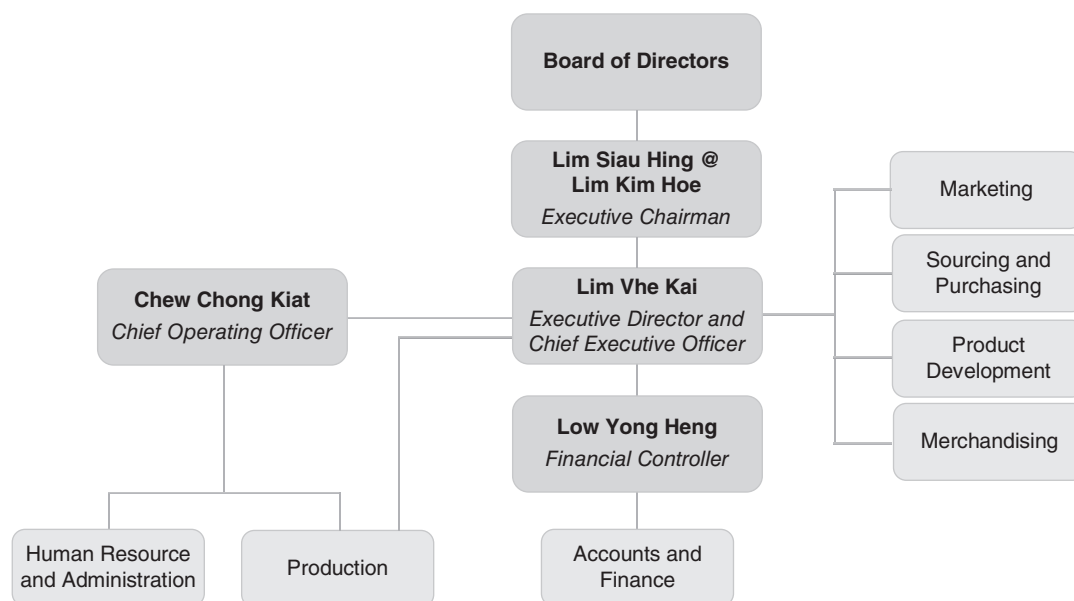 Board of Directors
Lim Siau Hing @
Lim Kim Hoe
Executive Chairman
Marketing
Sourcing and
Purchasing
Chew Chong Kiat
Chief Operating Officer
Lim Vhe Kai
Executive Director and
Chief Executive Officer
Product
Development
Low Yong Heng
Financial Controller
Merchandising
Human Resource
and Administration
Production
Accounts and
Finance